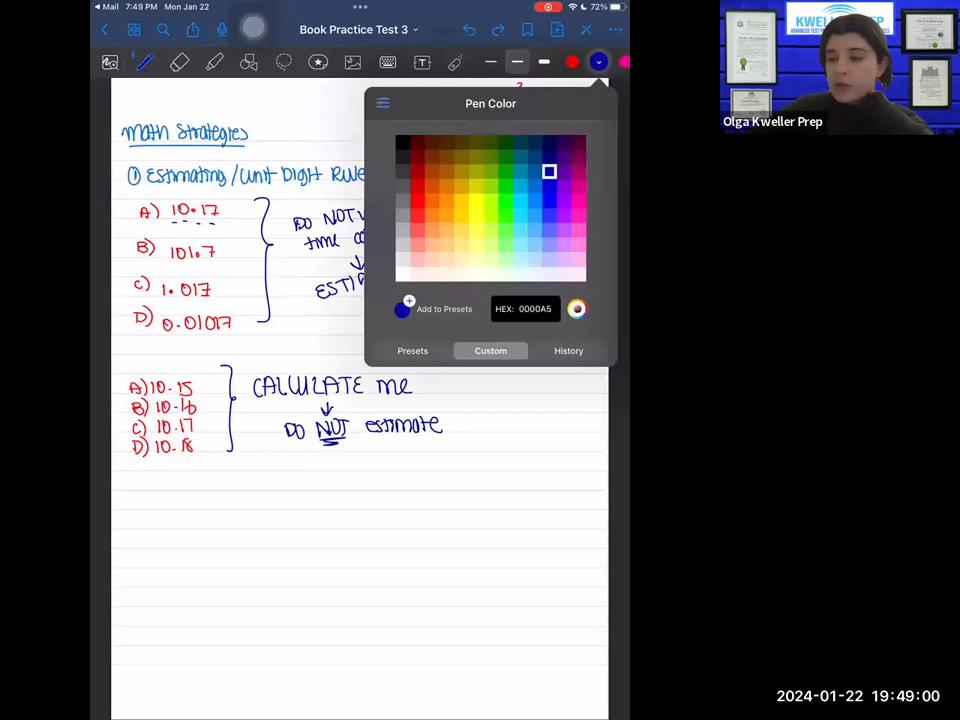 Mail 7:49 PM Mon Jan 22
72%
Book Practice Test 3
Pen Color
HEX: 0000A5
Add to Presets
Presets Custom History
Math Strategies
① Estimating / Unit Digit Rule
A) 10.17
B) 101.7
C) 1.017
D) 0.01017
DO NOT
time
A) 10.15
B) 10.16
C) 10.17
D) 10.18
CALCULATE me
DO NOT estimate
KWELLER PREP
Olga Kweller Prep
2024-01-22 19:49:00